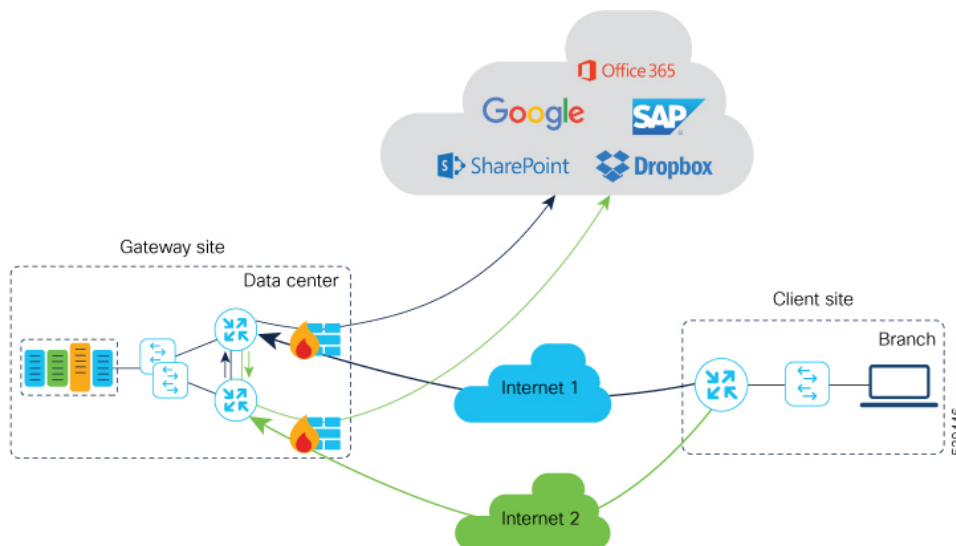 Office 365
Google
SAP
SharePoint
Dropbox
Gateway site
Data center
Client site
Branch
Internet 1
Internet 2